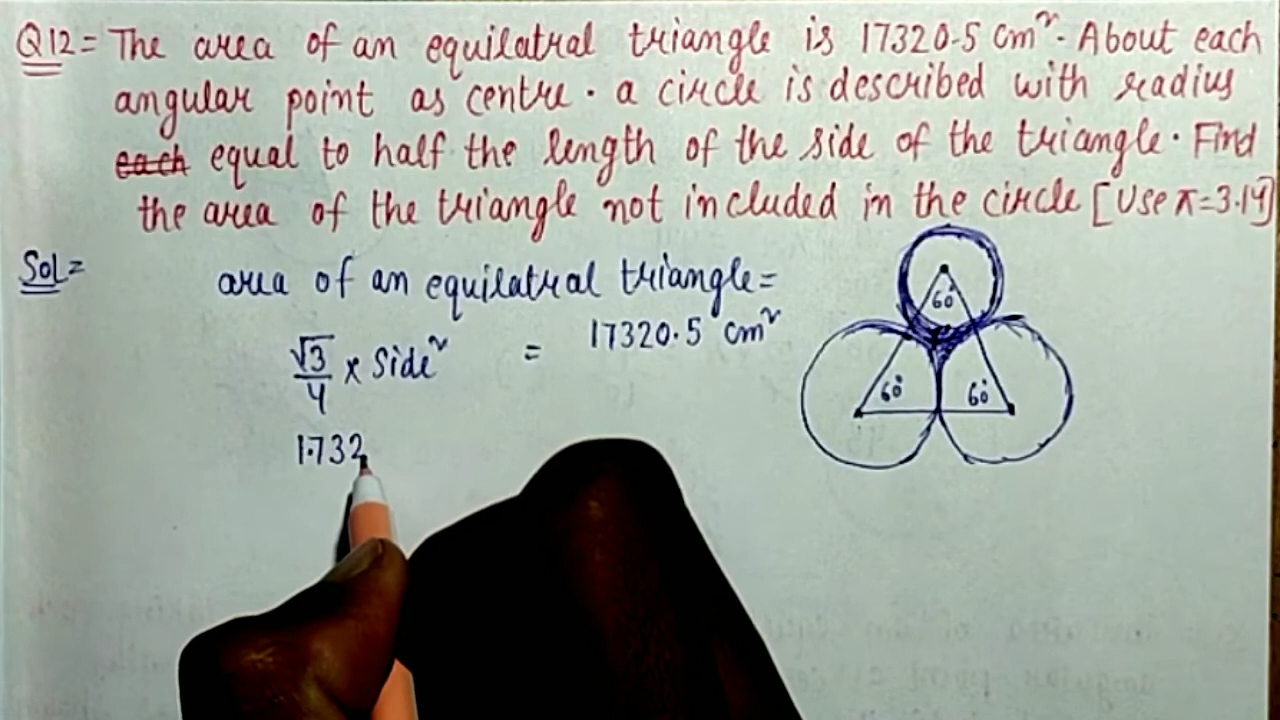 Q12= The area of an equilatral triangle is 17320.5 cm². About each
angular point as centre. a circle is described with radius
each equal to half the length of the side of the triangle. Find
the area of the triangle not included in the circle [Use π=3.14]
Sol= area of an equilatral triangle=
√3/4 x Side² = 17320.5 cm²
1.732
60°
60° 60°